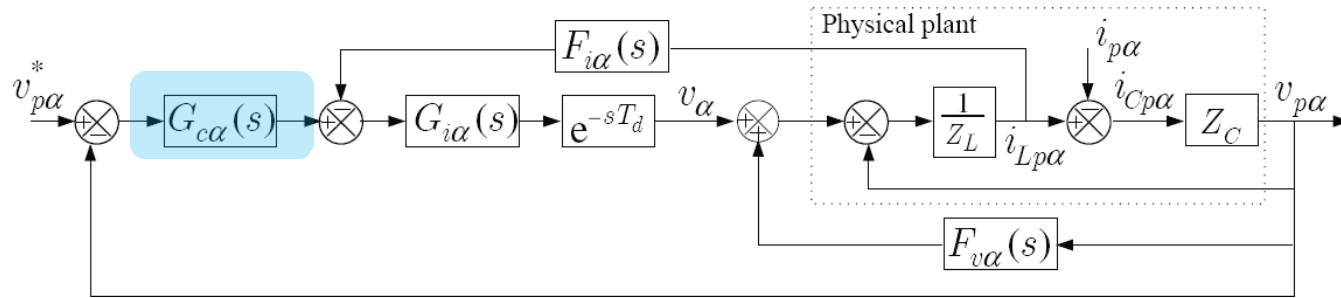 Physical plant
F_{iα}(s)
i_{pα}
v^*_{pα}
G_{cα}(s)
G_{iα}(s)
e^{-sT_d}
v_α
1/Z_L
i_{Lpα}
i_{Cpα}
Z_C
v_{pα}
F_{vα}(s)